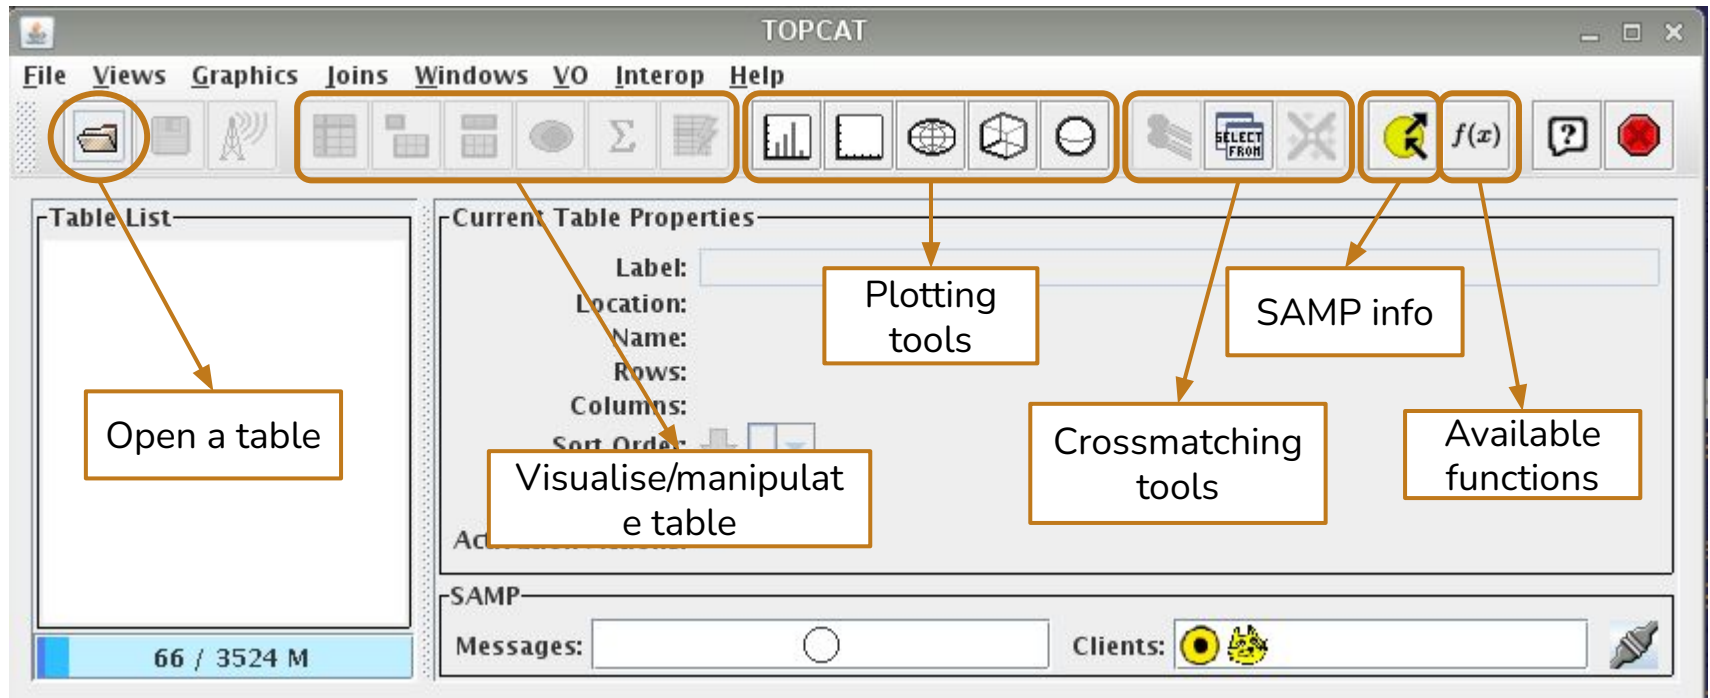 TOPCAT
File Views Graphics Joins Windows VO Interop Help
Σ
SELECT
FROM
f(x)
?
Table List
Current Table Properties
Label:
Location:
Name:
Rows:
Columns:
Sort Order:
Plotting
tools
SAMP info
Open a table
Visualise/manipulat
e table
Crossmatching
tools
Available
functions
SAMP
Messages:
Clients:
66 / 3524 M